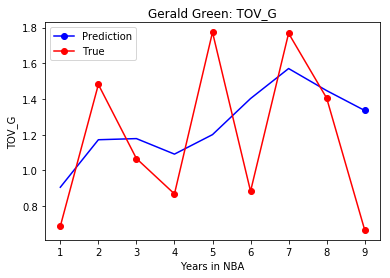 Gerald Green: TOV_G
Prediction
True
1.8
1.6
1.4
1.2
1.0
0.8
TOV_G
1 2 3 4 5 6 7 8 9
Years in NBA